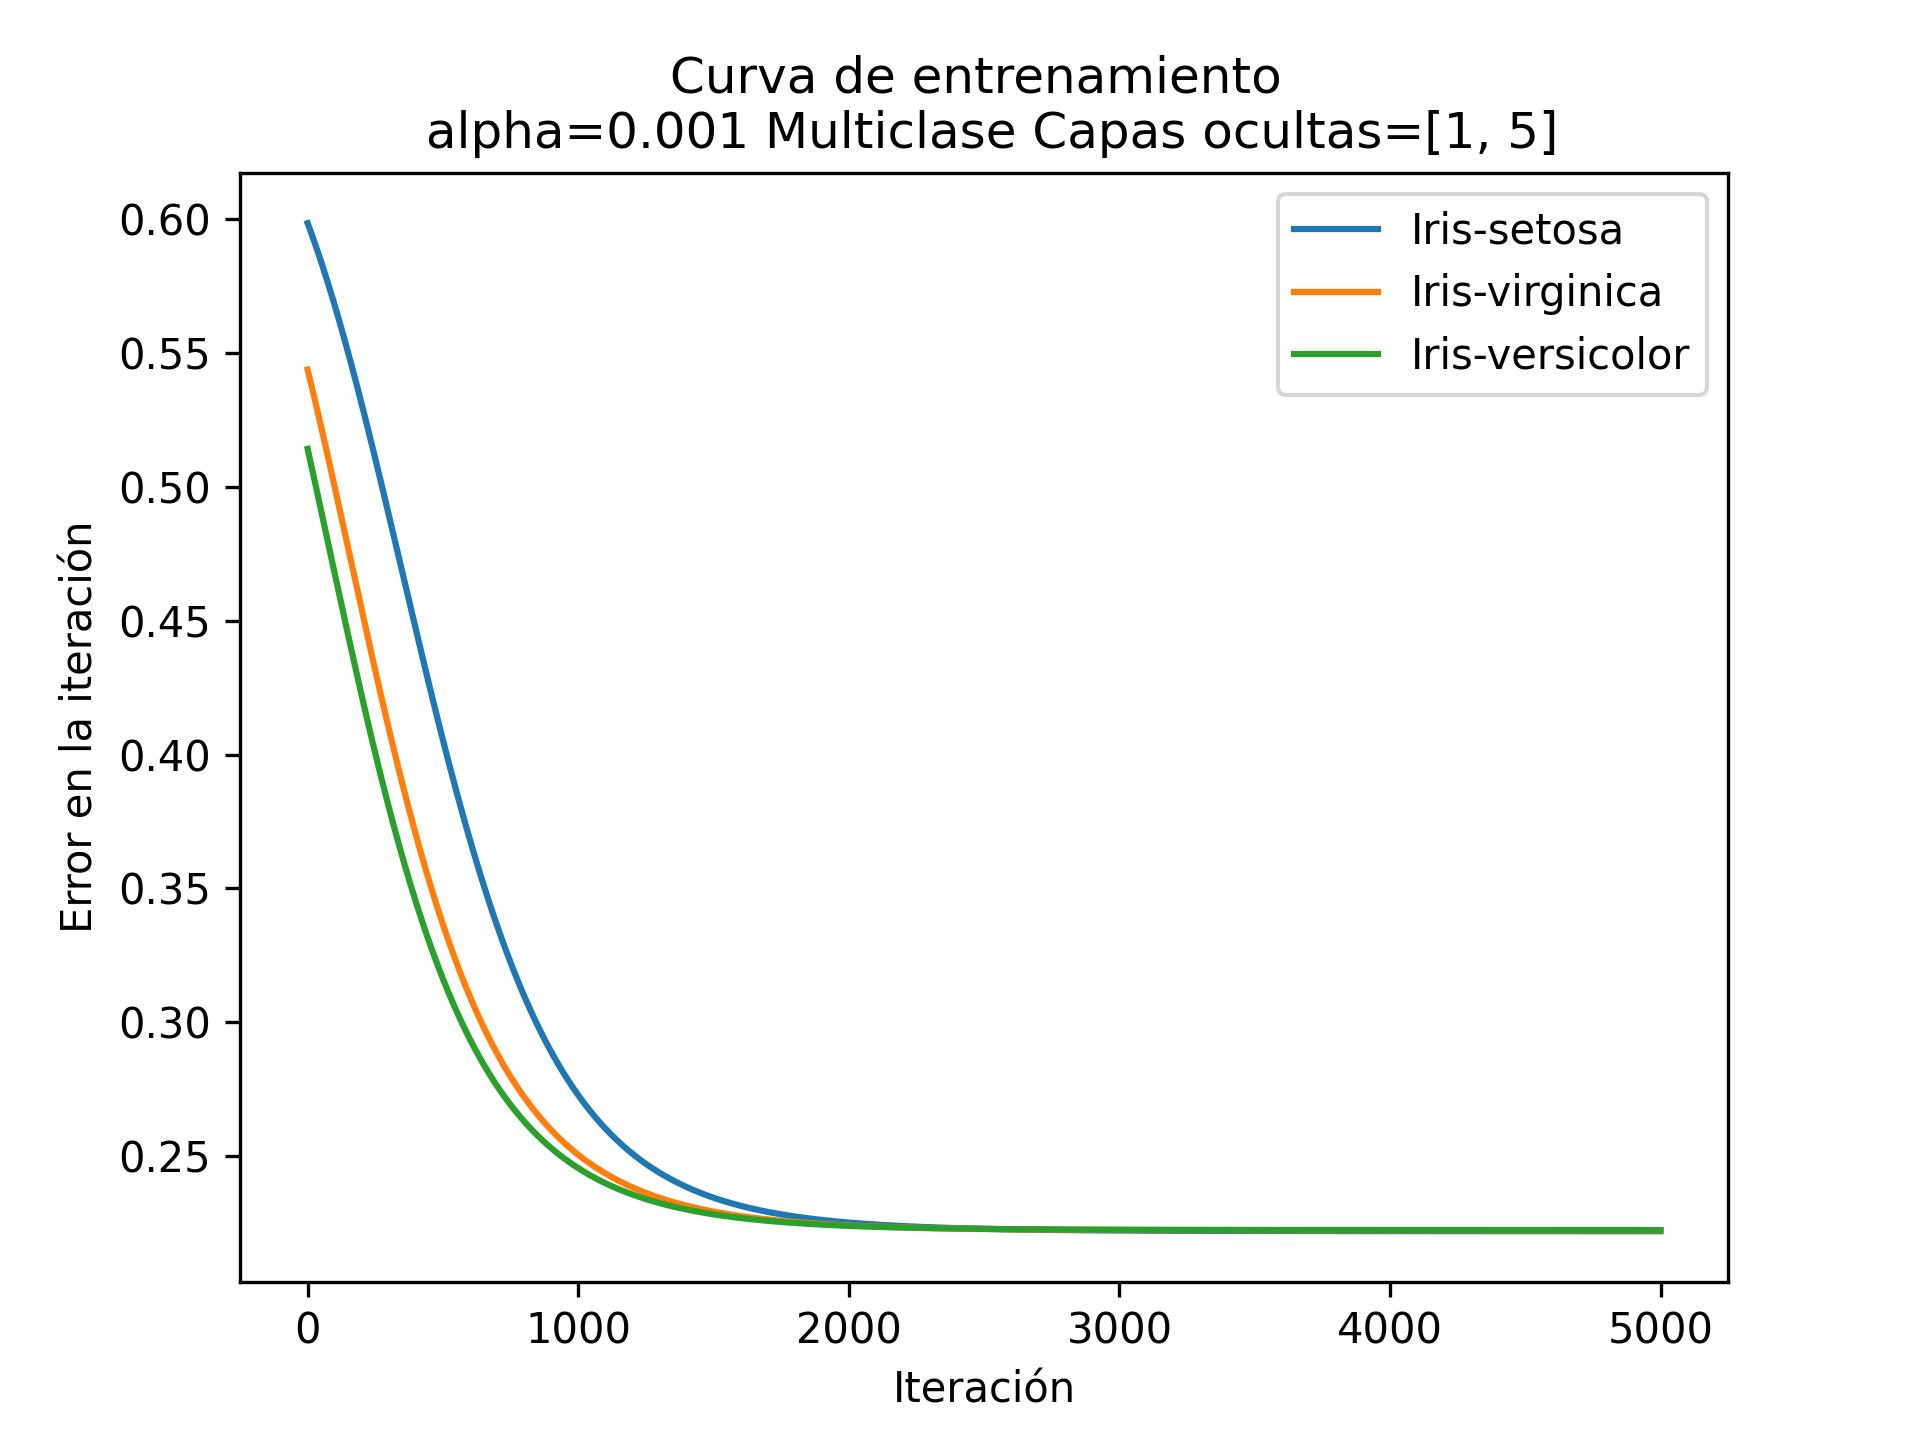 Curva de entrenamiento
alpha=0.001 Multiclase Capas ocultas=[1, 5]
Iris-setosa
Iris-virginica
Iris-versicolor
Error en la iteración
0.60
0.55
0.50
0.45
0.40
0.35
0.30
0.25
0 1000 2000 3000 4000 5000
Iteración